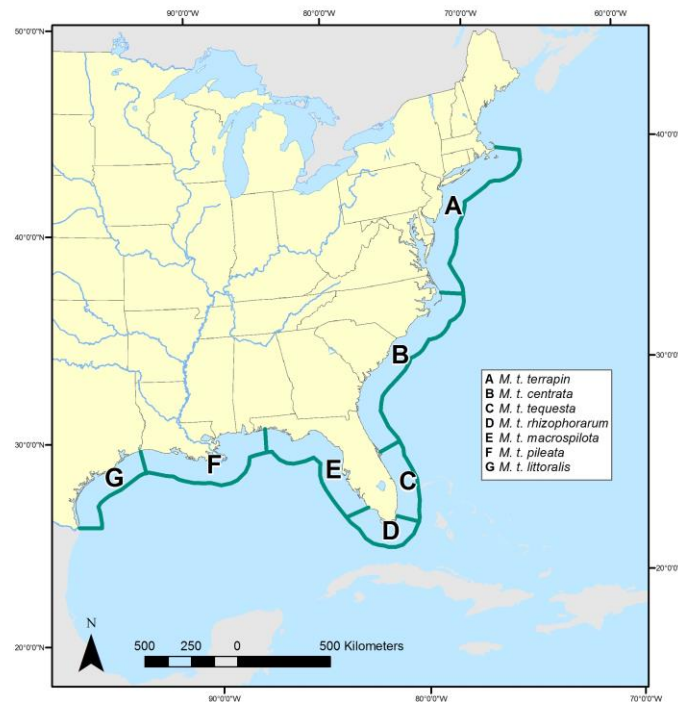 90°0'0"W 80°0'0"W 70°0'0"W 60°0'0"W
50°0'0"N
40°0'0"N
A
40°0'0"N
B
30°0'0"N
A M. t. terrapin
B M. t. centrata
C M. t. tequesta
D M. t. rhizophorarum
E M. t. macrospilota
F M. t. pileata
G M. t. littoralis
30°0'0"N
F
E
G
C
D
20°0'0"N
N
500 250 0 500 Kilometers
20°0'0"N
90°0'0"W 80°0'0"W 70°0'0"W